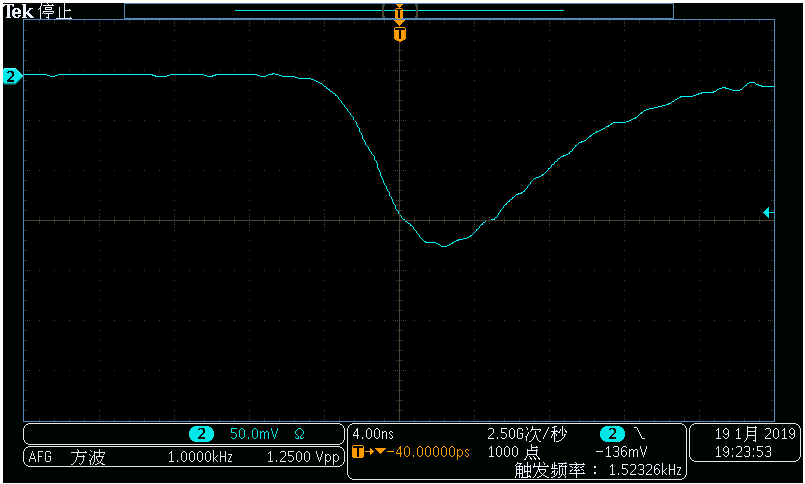 Tek 停止
T
T
2
2 50.0mV Ω
AFG 方波 1.0000kHz 1.2500 Vpp
4.00ns 2.50G次/秒 2
T→▼-40.00000ps 1000 点 -136mV
触发频率: 1.52326kHz
19 1月 2019
19:23:53